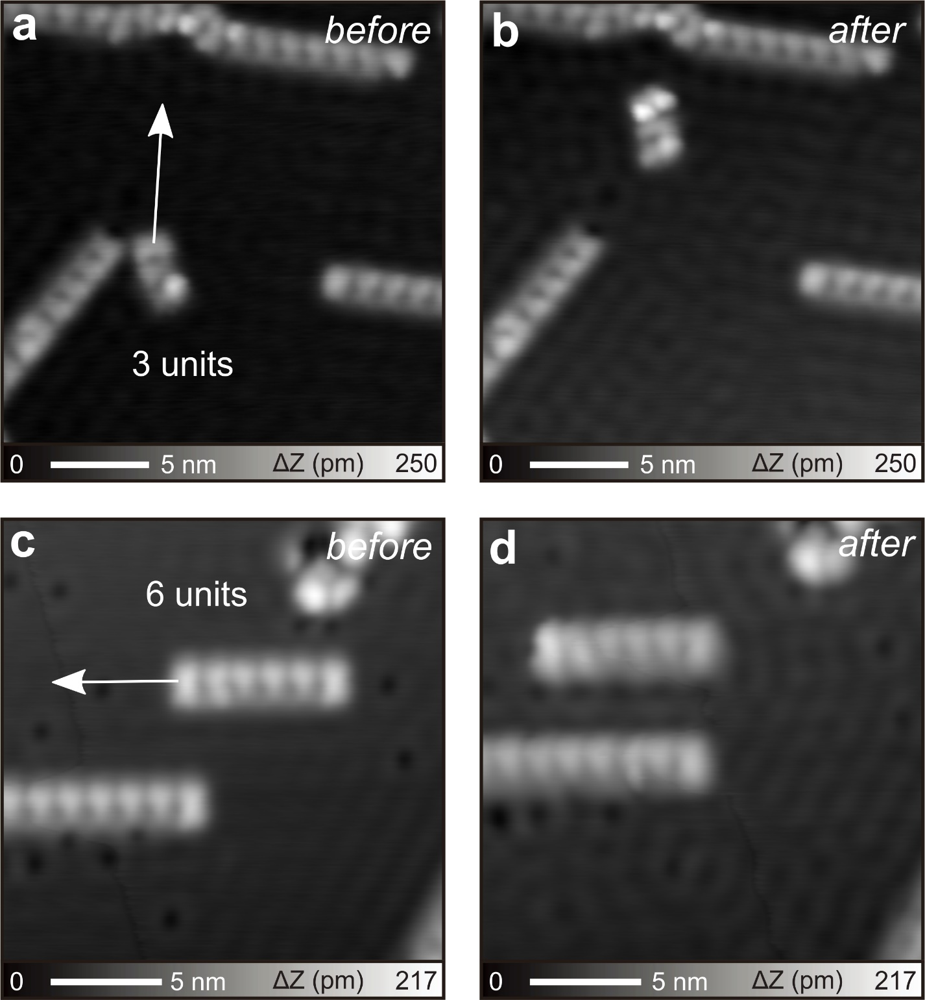 a before
3 units
0 5 nm ΔZ (pm) 250
b after
0 5 nm ΔZ (pm) 250
c before
6 units
0 5 nm ΔZ (pm) 217
d after
0 5 nm ΔZ (pm) 217